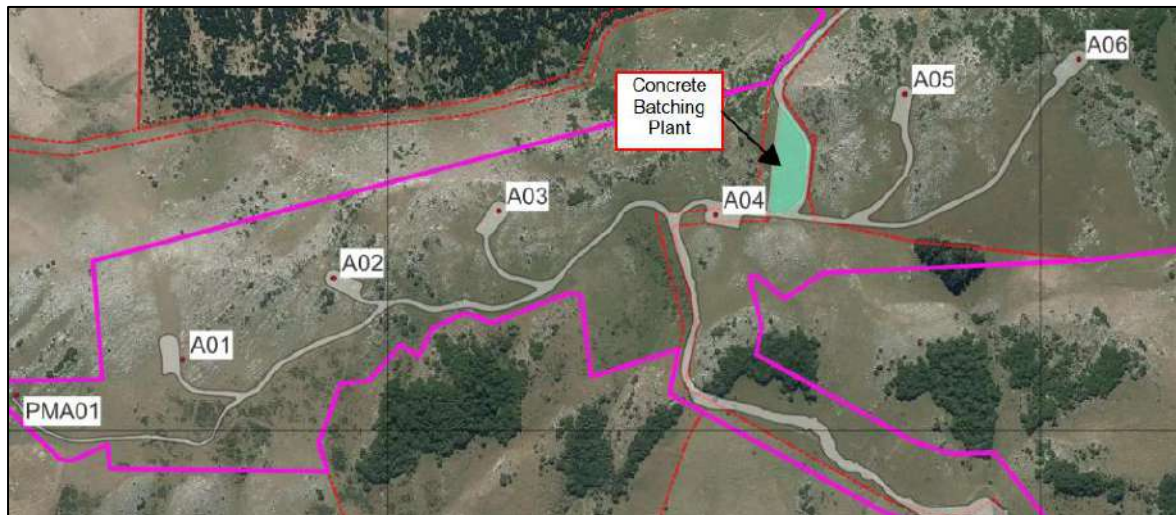 A06
A05
Concrete
Batching
Plant
A03
A04
A02
A01
PMA01